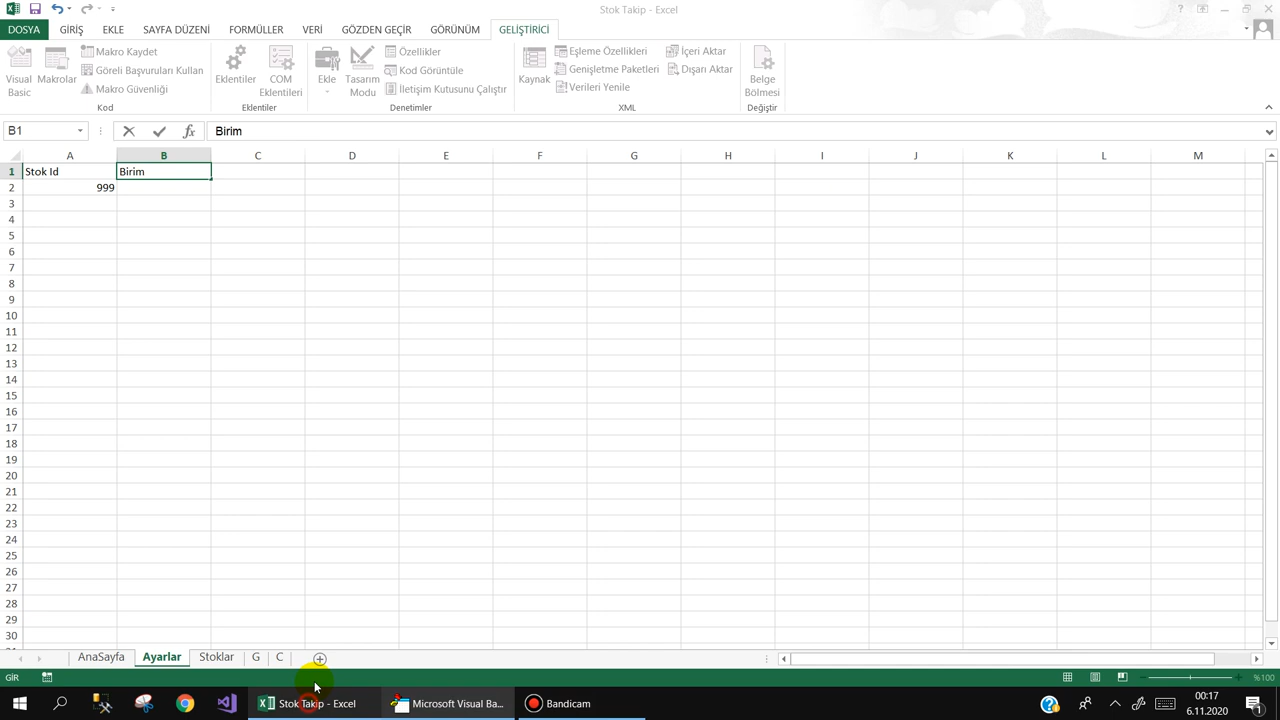 Stok Takip - Excel
DOSYA GİRİŞ EKLE SAYFA DÜZENİ FORMÜLLER VERİ GÖZDEN GEÇİR GÖRÜNÜM GELİŞTİRİCİ
Visual Basic
Makrolar
Makro Kaydet
Göreli Başvuruları Kullan
Makro Güvenliği
Kod
Eklentiler
COM Eklentileri
Eklentiler
Ekle
Tasarım Modu
Özellikler
Kod Görüntüle
İletişim Kutusunu Çalıştır
Denetimler
Kaynak
Eşleme Özellikleri
Genişletme Paketleri
Verileri Yenile
İçeri Aktar
Dışarı Aktar
XML
Belge Bölmesi
Değiştir
B1 fx Birim
A B C D E F G H I J K L M
1 Stok Id Birim
2 999
3
4
5
6
7
8
9
10
11
12
13
14
15
16
17
18
19
20
21
22
23
24
25
26
27
28
29
30
AnaSayfa Ayarlar Stoklar G C
GİR %100
Stok Takip - Excel Microsoft Visual Ba... Bandicam 00:17
6.11.2020
1